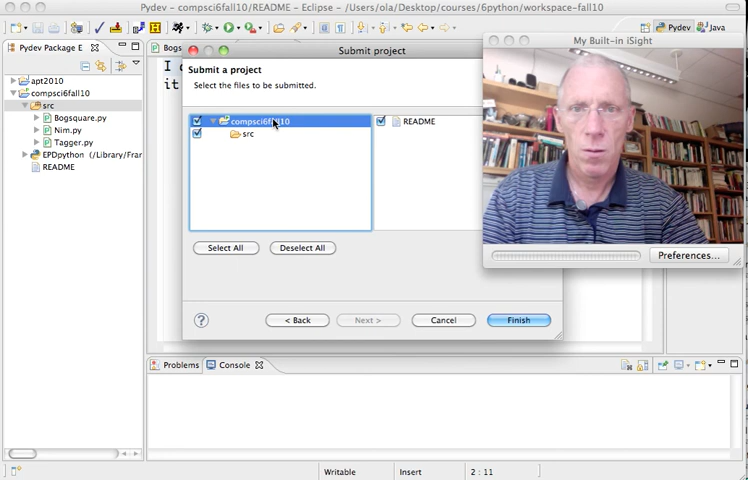 Pydev - compsci6fall10/README - Eclipse - /Users/ola/Desktop/courses/6python/workspace-fall10
Pydev
Java
Pydev Package E
Bogs
Submit project
My Built-in iSight
Submit a project
Select the files to be submitted.
apt2010
compsci6fall10
src
Bogsquare.py
Nim.py
Tagger.py
EPDpython (/Library/Fran
README
I
it
compsci6fall10
src
README
Select All
Deselect All
Preferences...
?
< Back
Next >
Cancel
Finish
Problems
Console
Writable
Insert
2 : 11